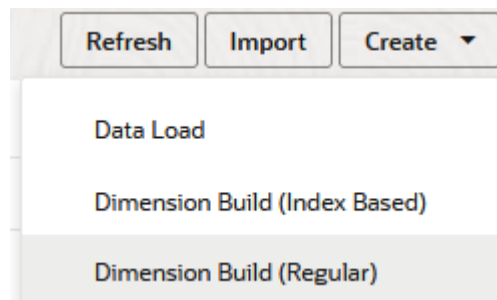 Refresh Import Create
Data Load
Dimension Build (Index Based)
Dimension Build (Regular)